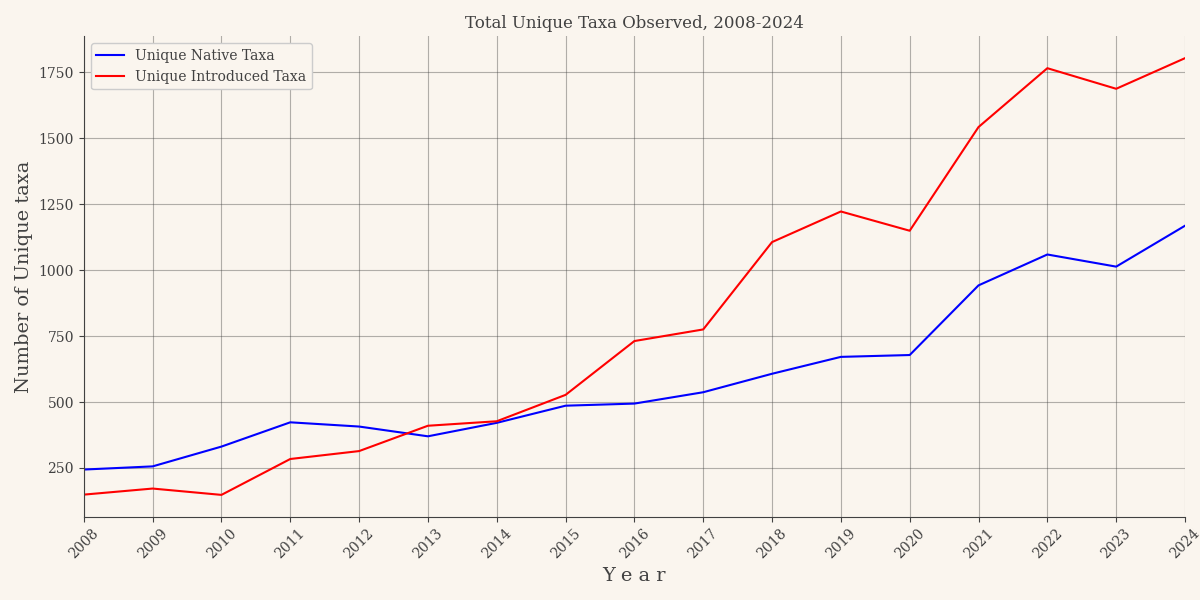 Total Unique Taxa Observed, 2008-2024
Unique Native Taxa
Unique Introduced Taxa
Number of Unique taxa
1750
1500
1250
1000
750
500
250
2008 2009 2010 2011 2012 2013 2014 2015 2016 2017 2018 2019 2020 2021 2022 2023 2024
Year